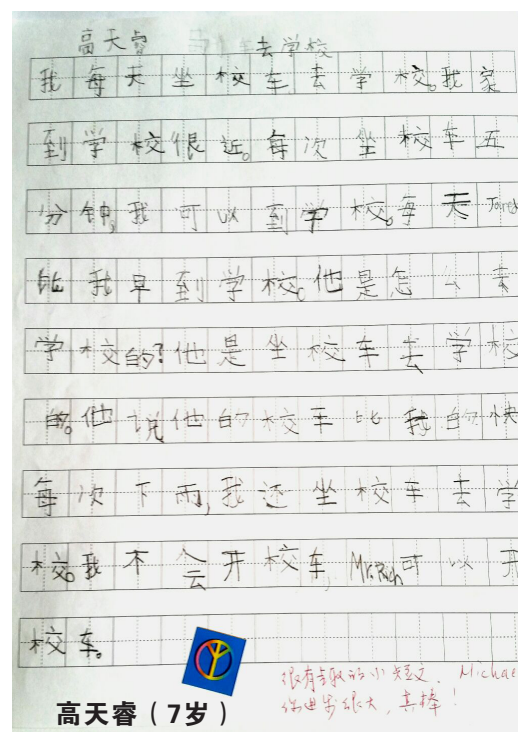 高天睿 去学校
我每天坐校车去学校。我家
到学校很近。每次坐校车五
分钟,我可以到学校。每天Jared
比我早到学校。他是怎么去
学校的?他是坐校车去学校
的。他说他的校车比我的快
每次下雨,我还坐校车去学
校。我不会开校车,Mr.Rich可以开
校车。
很有趣的小短文. Michae
你进步很大,真棒!
高天睿(7岁)